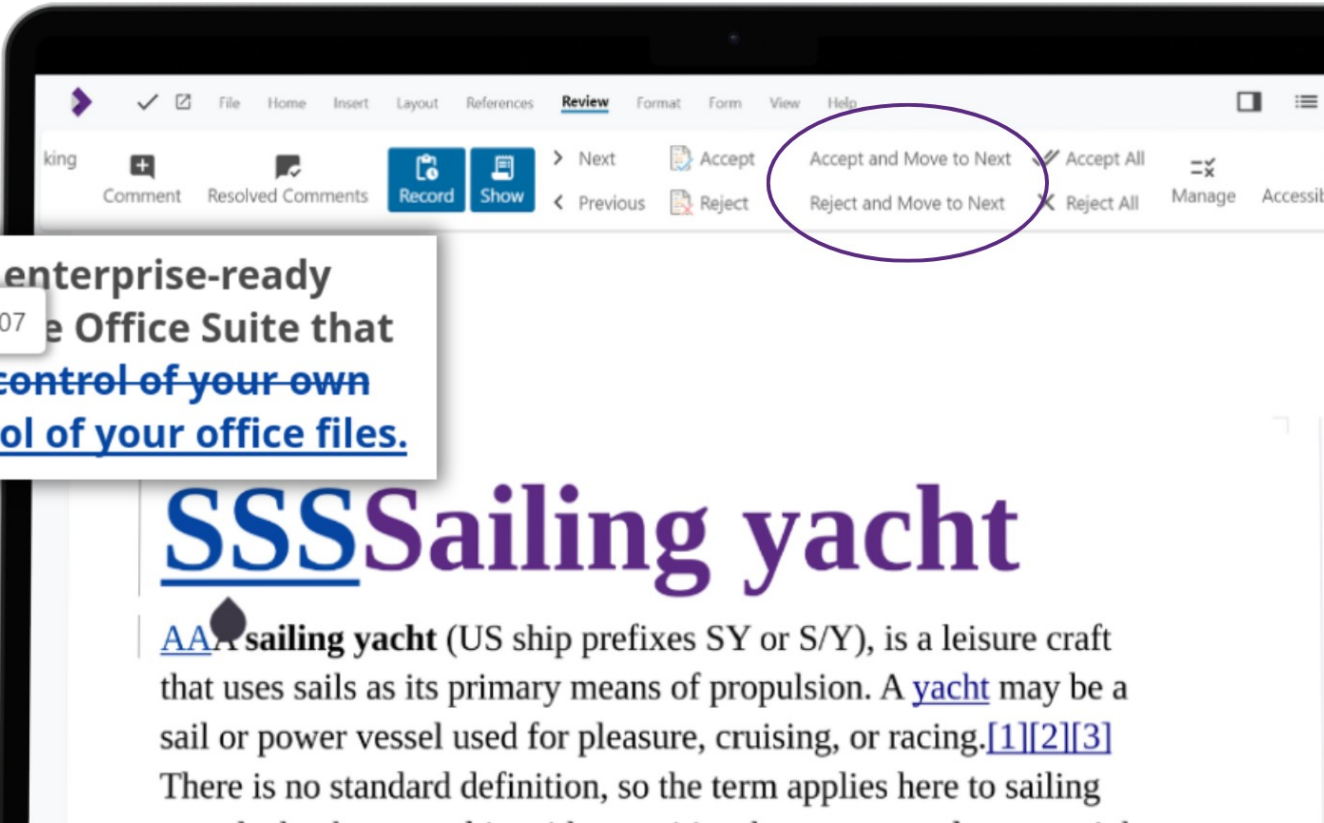 File Home Insert Layout References Review Format Form View Help
king Comment Resolved Comments Record Show Next Accept Accept and Move to Next Accept All Manage Accessib
Previous Reject Reject and Move to Next Reject All
enterprise-ready
07 e Office Suite that
control of your own
ol of your office files.
SSSSailing yacht
AAA sailing yacht (US ship prefixes SY or S/Y), is a leisure craft
that uses sails as its primary means of propulsion. A yacht may be a
sail or power vessel used for pleasure, cruising, or racing.[1][2][3]
There is no standard definition, so the term applies here to sailing